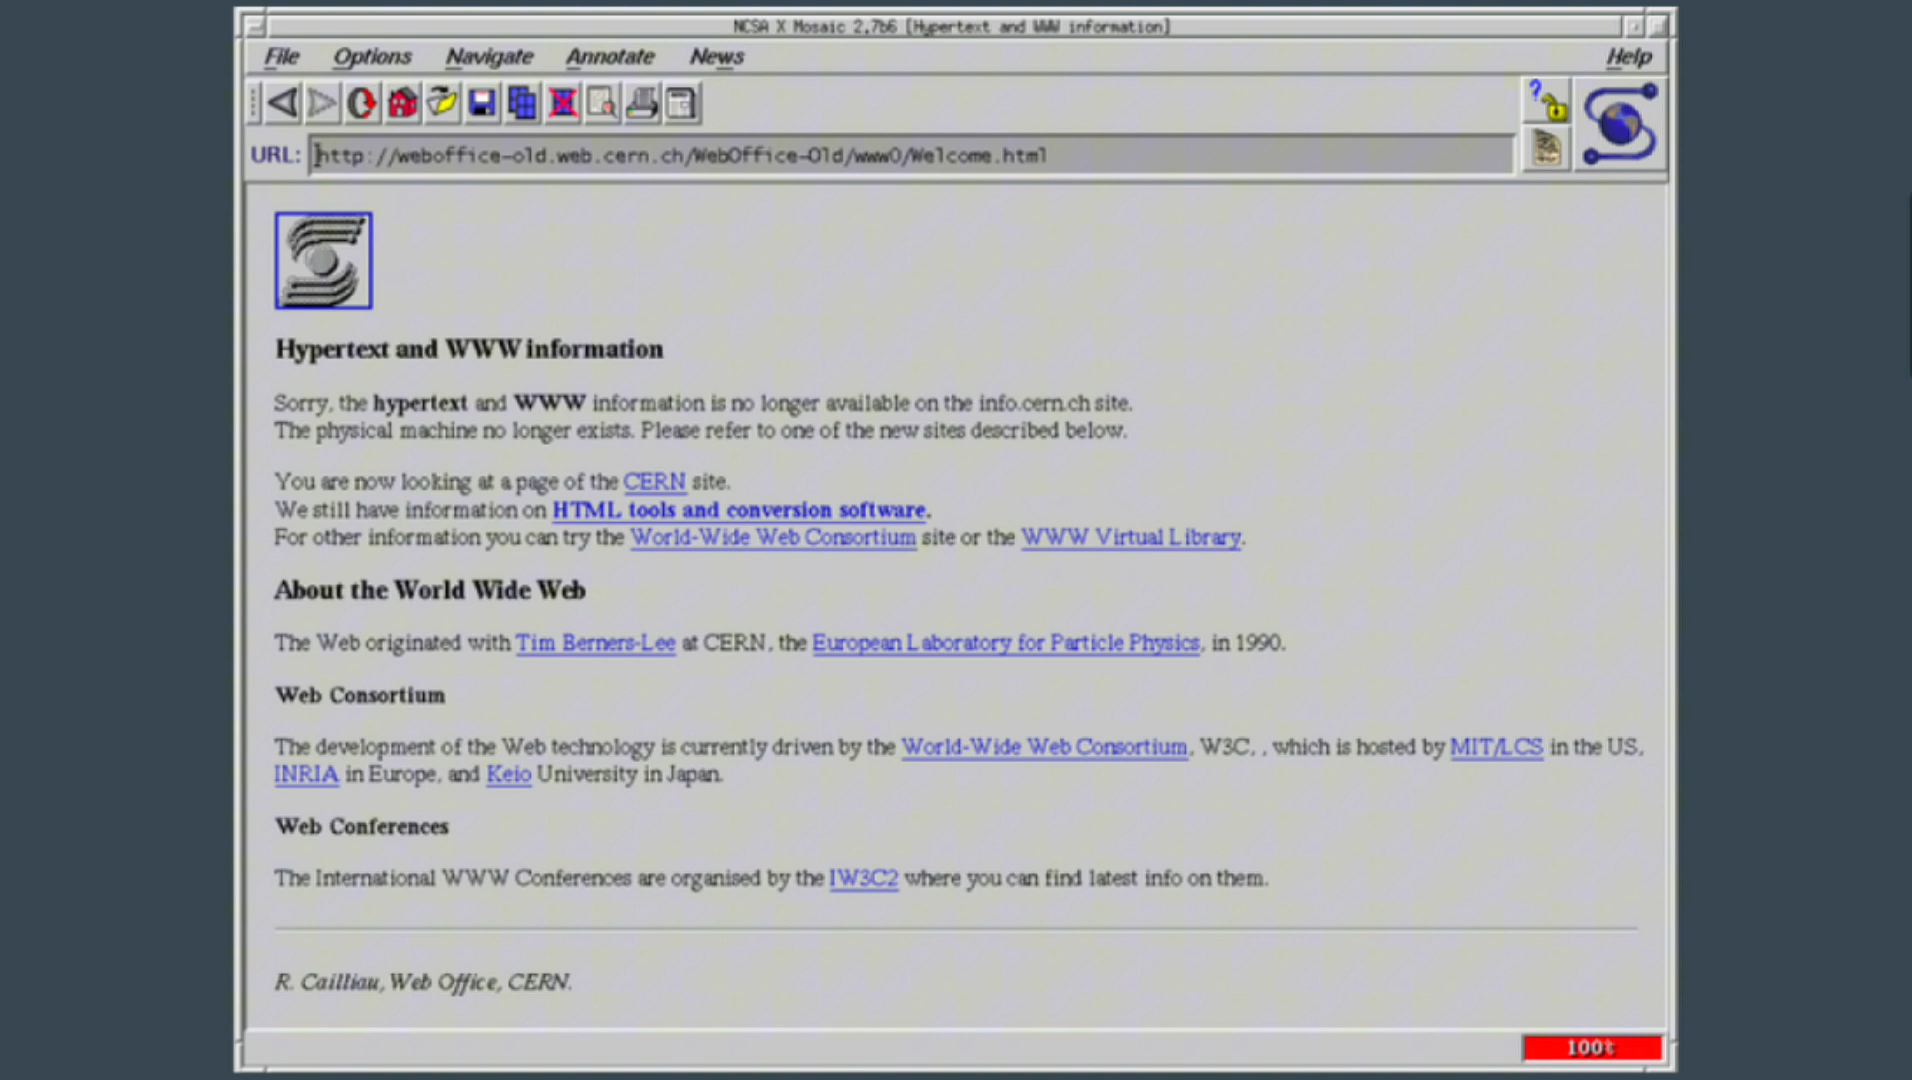 NCSA X Mosaic 2.7b6 [Hypertext and WWW information]
File Options Navigate Annotate News Help
URL: http://weboffice-old.web.cern.ch/WebOffice-Old/www0/Welcome.html
Hypertext and WWW information
Sorry, the hypertext and WWW information is no longer available on the info.cern.ch site.
The physical machine no longer exists. Please refer to one of the new sites described below.
You are now looking at a page of the CERN site.
We still have information on HTML tools and conversion software.
For other information you can try the World-Wide Web Consortium site or the WWW Virtual Library.
About the World Wide Web
The Web originated with Tim Berners-Lee at CERN, the European Laboratory for Particle Physics, in 1990.
Web Consortium
The development of the Web technology is currently driven by the World-Wide Web Consortium, W3C, , which is hosted by MIT/LCS in the US,
INRIA in Europe, and Keio University in Japan.
Web Conferences
The International WWW Conferences are organised by the IW3C2 where you can find latest info on them.
R. Cailliau, Web Office, CERN.
100%